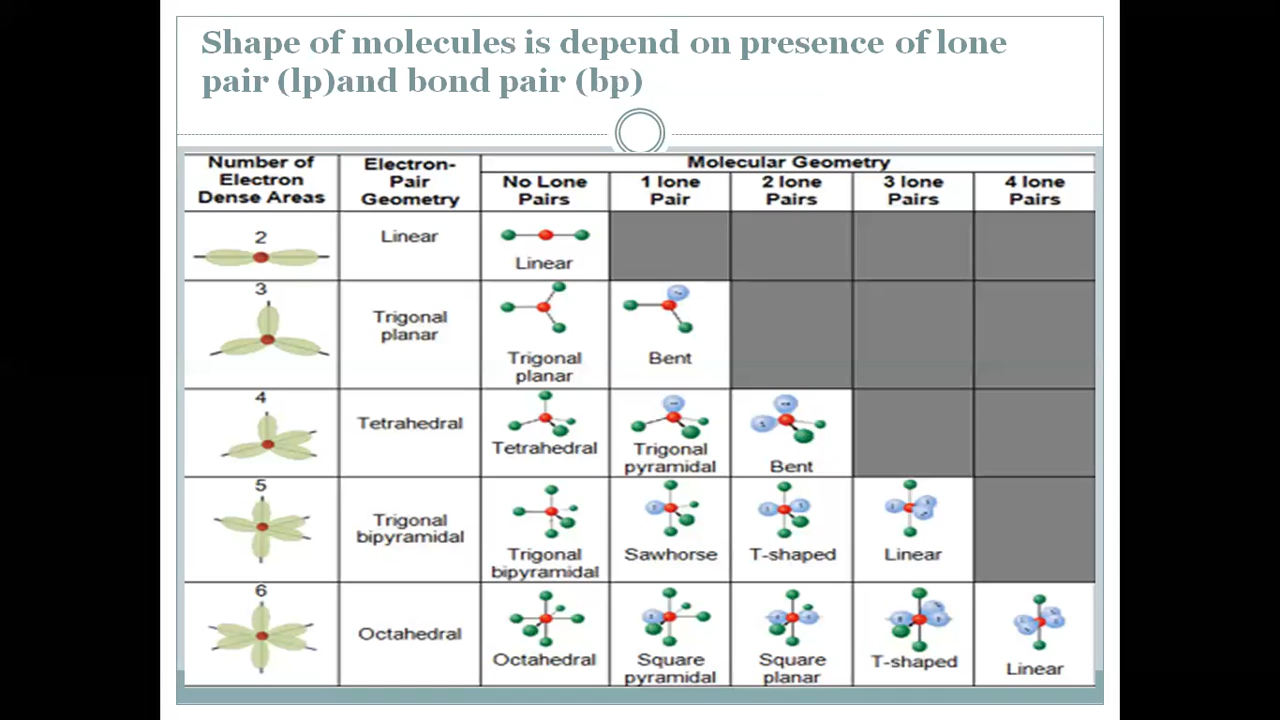 Shape of molecules is depend on presence of lone
pair (lp)and bond pair (bp)
Number of
Electron
Dense Areas
Electron-
Pair
Geometry
Molecular Geometry
No Lone
Pairs
1 lone
Pair
2 lone
Pairs
3 lone
Pairs
4 lone
Pairs
2
Linear
Linear
3
Trigonal
planar
Trigonal
planar
Bent
4
Tetrahedral
Tetrahedral
Trigonal
pyramidal
Bent
5
Trigonal
bipyramidal
Trigonal
bipyramidal
Sawhorse
T-shaped
Linear
6
Octahedral
Octahedral
Square
pyramidal
Square
planar
T-shaped
Linear